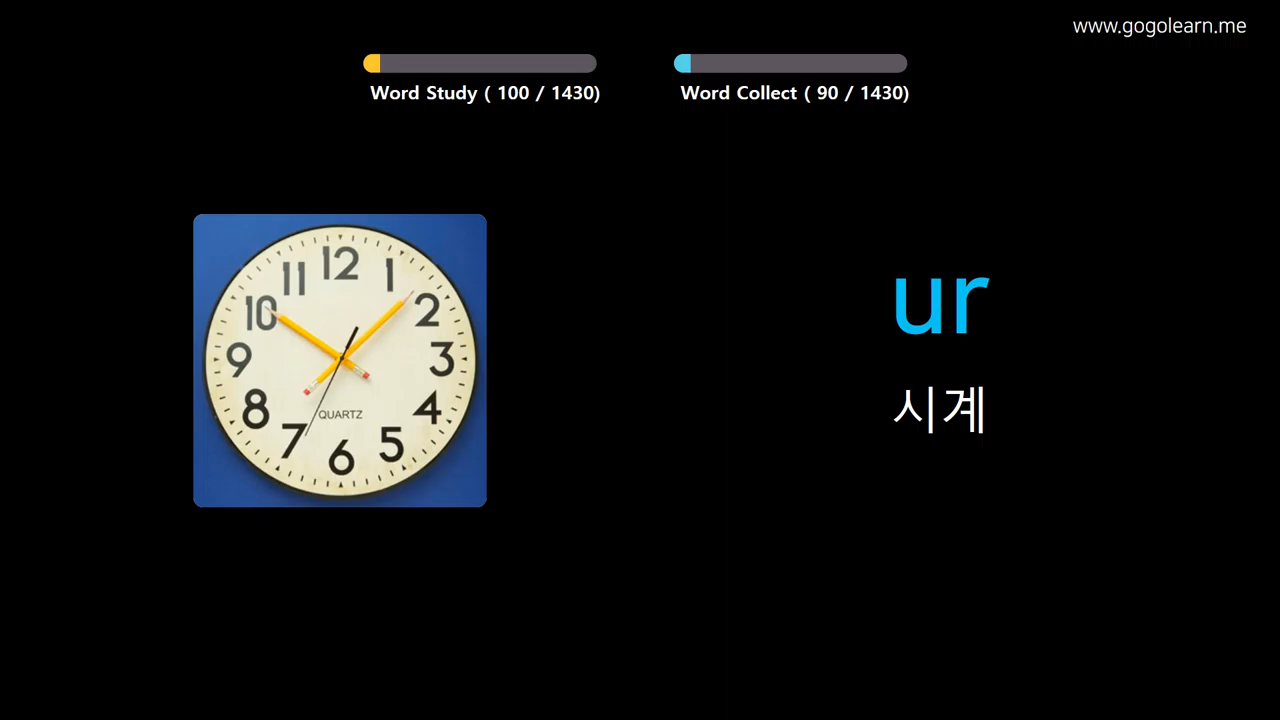 www.gogolearn.me
Word Study ( 100 / 1430)
Word Collect ( 90 / 1430)
12
11
1
10
2
9
3
8
4
QUARTZ
7
5
6
ur
시계